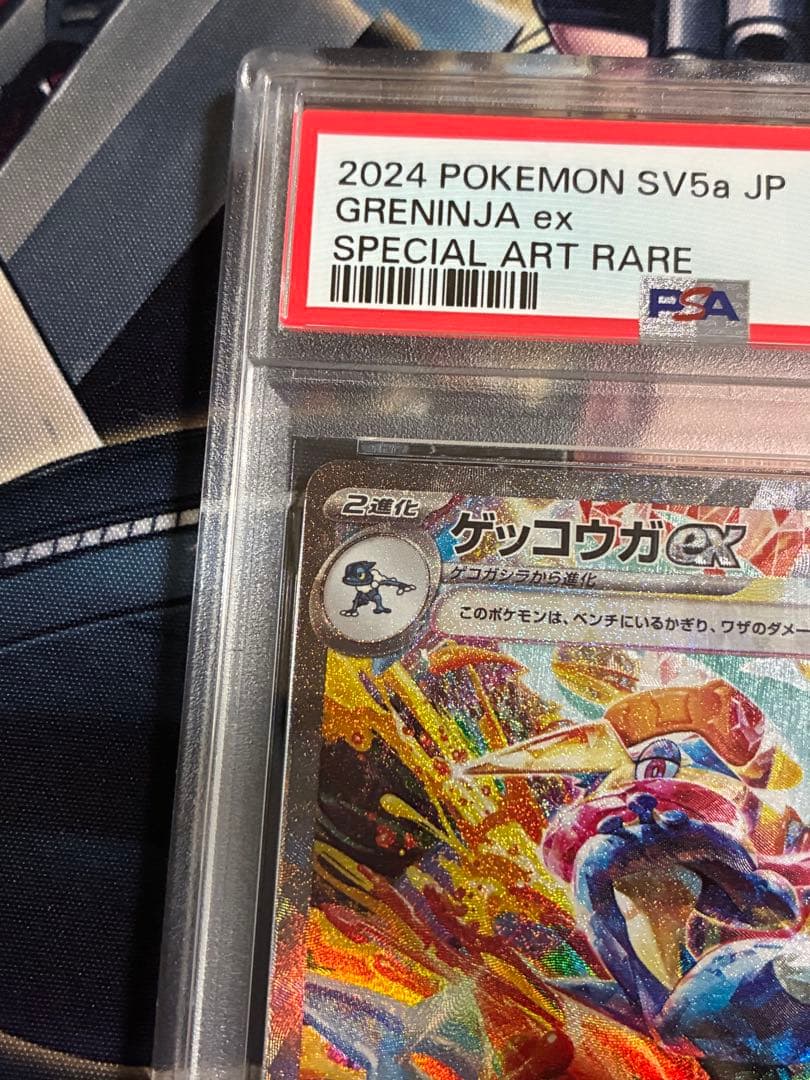 2024 POKEMON SV5a JP
GRENINJA ex
SPECIAL ART RARE
PSA
2進化
ゲッコウガex
ゲコガシラから進化
このポケモンは、ベンチにいるかぎり、ワザのダメー